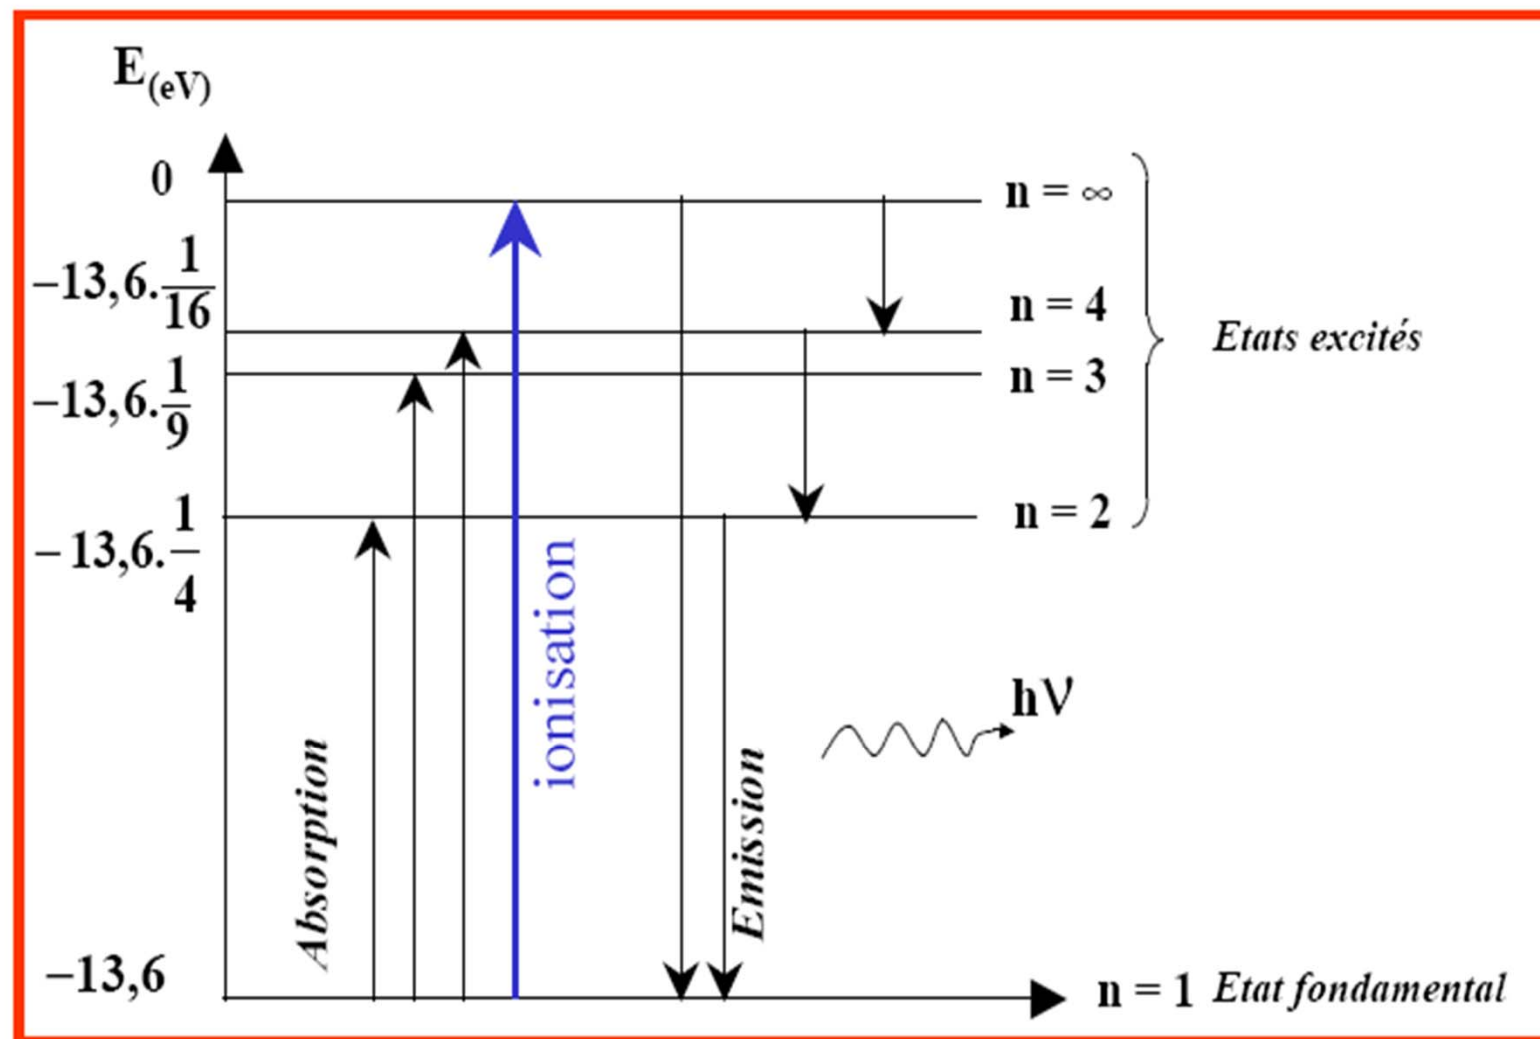 E(eV)
0
n = ∞
−13,6.1/16
n = 4
Etats excités
−13,6.1/9
n = 3
− 13,6.1/4
n = 2
ionisation
hν
Absorption
Emission
−13,6
n = 1 Etat fondamental